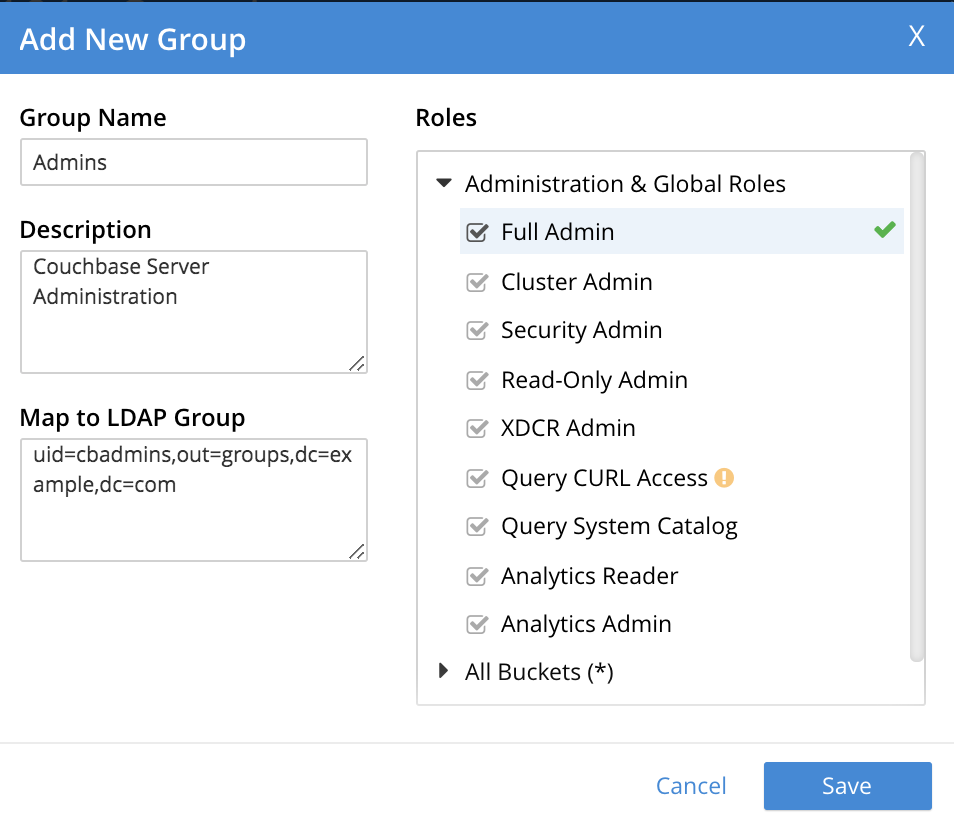 Add New Group
X
Group Name
Admins
Description
Couchbase Server
Administration
Map to LDAP Group
uid=cbadmins,out=groups,dc=ex
ample,dc=com
Roles
Administration & Global Roles
Full Admin
Cluster Admin
Security Admin
Read-Only Admin
XDCR Admin
Query CURL Access
Query System Catalog
Analytics Reader
Analytics Admin
All Buckets (*)
Cancel
Save